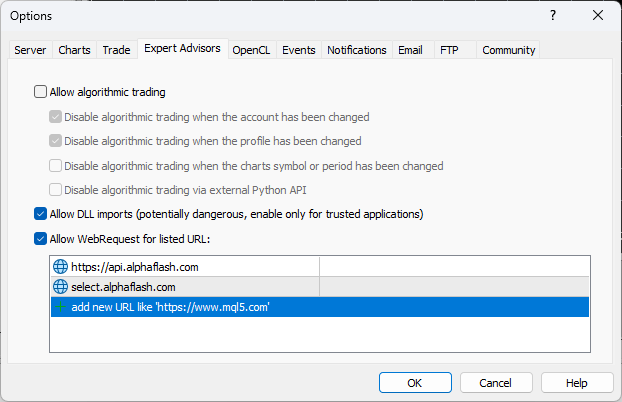 Options
Server Charts Trade Expert Advisors OpenCL Events Notifications Email FTP Community
Allow algorithmic trading
Disable algorithmic trading when the account has been changed
Disable algorithmic trading when the profile has been changed
Disable algorithmic trading when the charts symbol or period has been changed
Disable algorithmic trading via external Python API
Allow DLL imports (potentially dangerous, enable only for trusted applications)
Allow WebRequest for listed URL:
https://api.alphaflash.com
select.alphaflash.com
add new URL like 'https://www.mql5.com'
OK Cancel Help